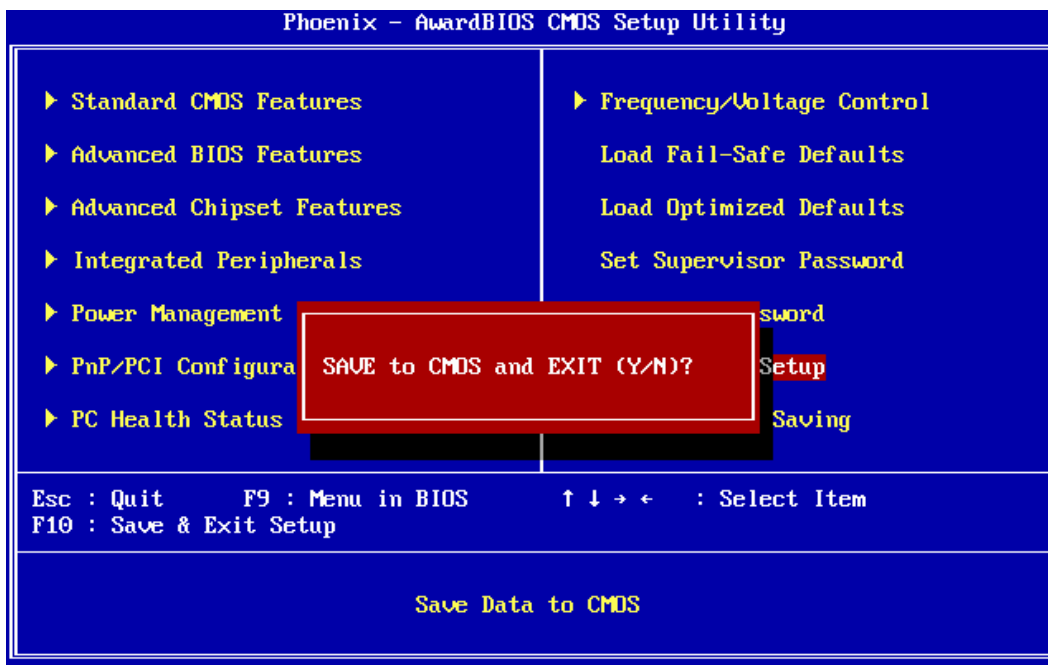 Phoenix - AwardBIOS CMOS Setup Utility
Standard CMOS Features
Advanced BIOS Features
Advanced Chipset Features
Integrated Peripherals
Power Management
PnP/PCI Configura
PC Health Status
Frequency/Voltage Control
Load Fail-Safe Defaults
Load Optimized Defaults
Set Supervisor Password
sword
Setup
Saving
SAVE to CMOS and EXIT (Y/N)?
Esc : Quit F9 : Menu in BIOS ↑ ↓ → ← : Select Item
F10 : Save & Exit Setup
Save Data to CMOS